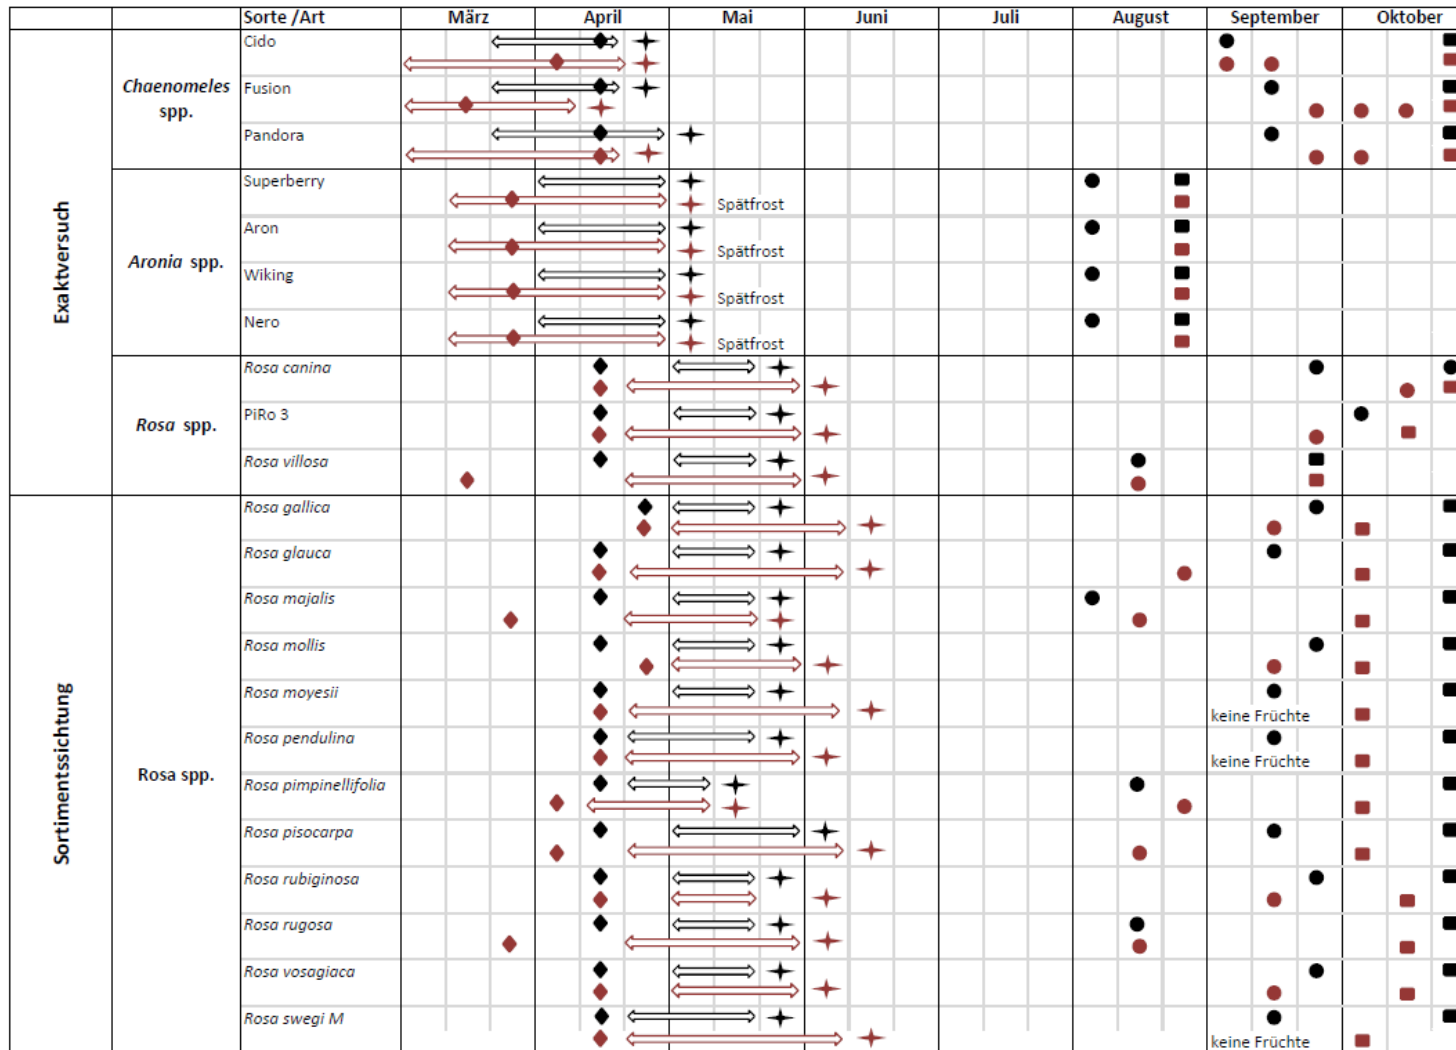 Sorte /Art März April Mai Juni Juli August September Oktober
Exaktversuch
Chaenomeles
spp.
Cido
Fusion
Pandora
Aronia spp.
Superberry
Spätfrost
Aron
Spätfrost
Wiking
Spätfrost
Nero
Spätfrost
Rosa spp.
Rosa canina
PiRo 3
Rosa villosa
Sortimentssichtung
Rosa spp.
Rosa gallica
Rosa glauca
Rosa majalis
Rosa mollis
Rosa moyesii
keine Früchte
Rosa pendulina
keine Früchte
Rosa pimpinellifolia
Rosa pisocarpa
Rosa rubiginosa
Rosa rugosa
Rosa vosagiaca
Rosa swegi M
keine Früchte